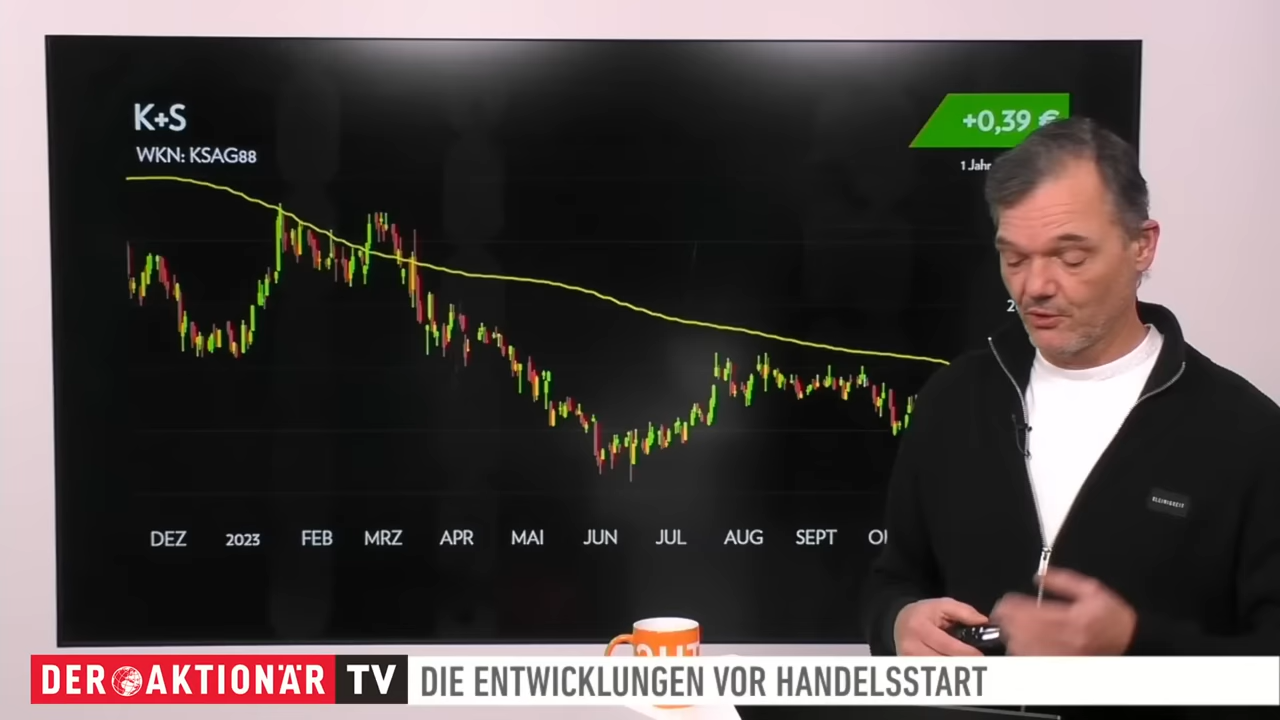 K+S
WKN: KSAG88
+0,39 €
1 Jahr
DEZ 2023 FEB MRZ APR MAI JUN JUL AUG SEPT
KLEINIGKEIT
DER AKTIONÄR TV
DIE ENTWICKLUNGEN VOR HANDELSSTART